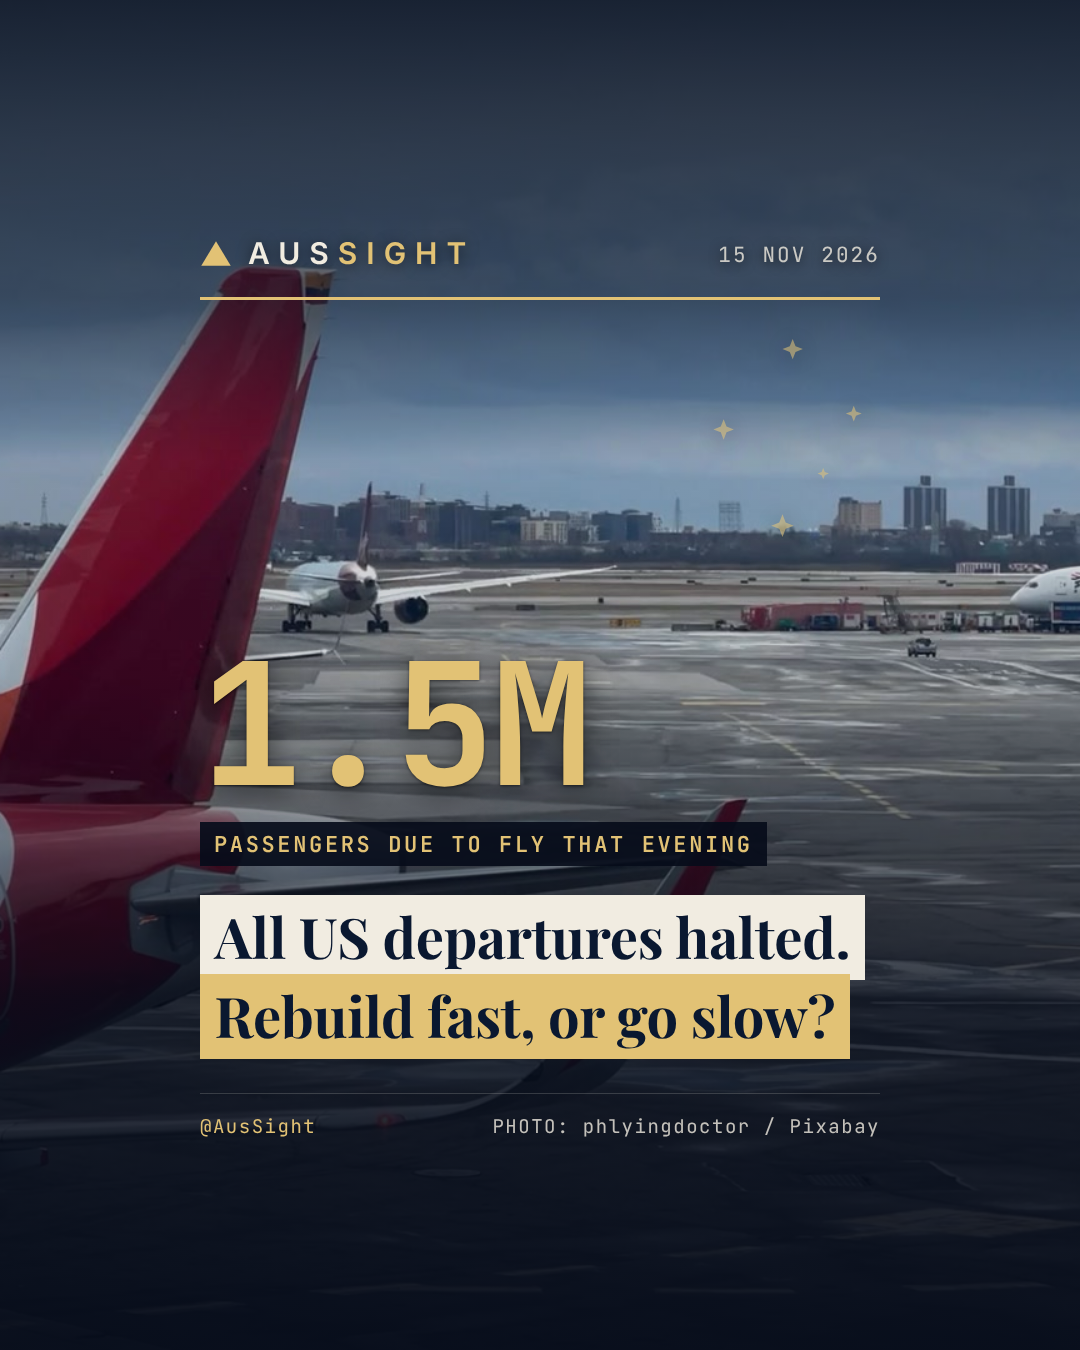 AUSSIGHT
15 NOV 2026
1.5M
PASSENGERS DUE TO FLY THAT EVENING
All US departures halted.
Rebuild fast, or go slow?
@AusSight
PHOTO: phlyingdoctor / Pixabay